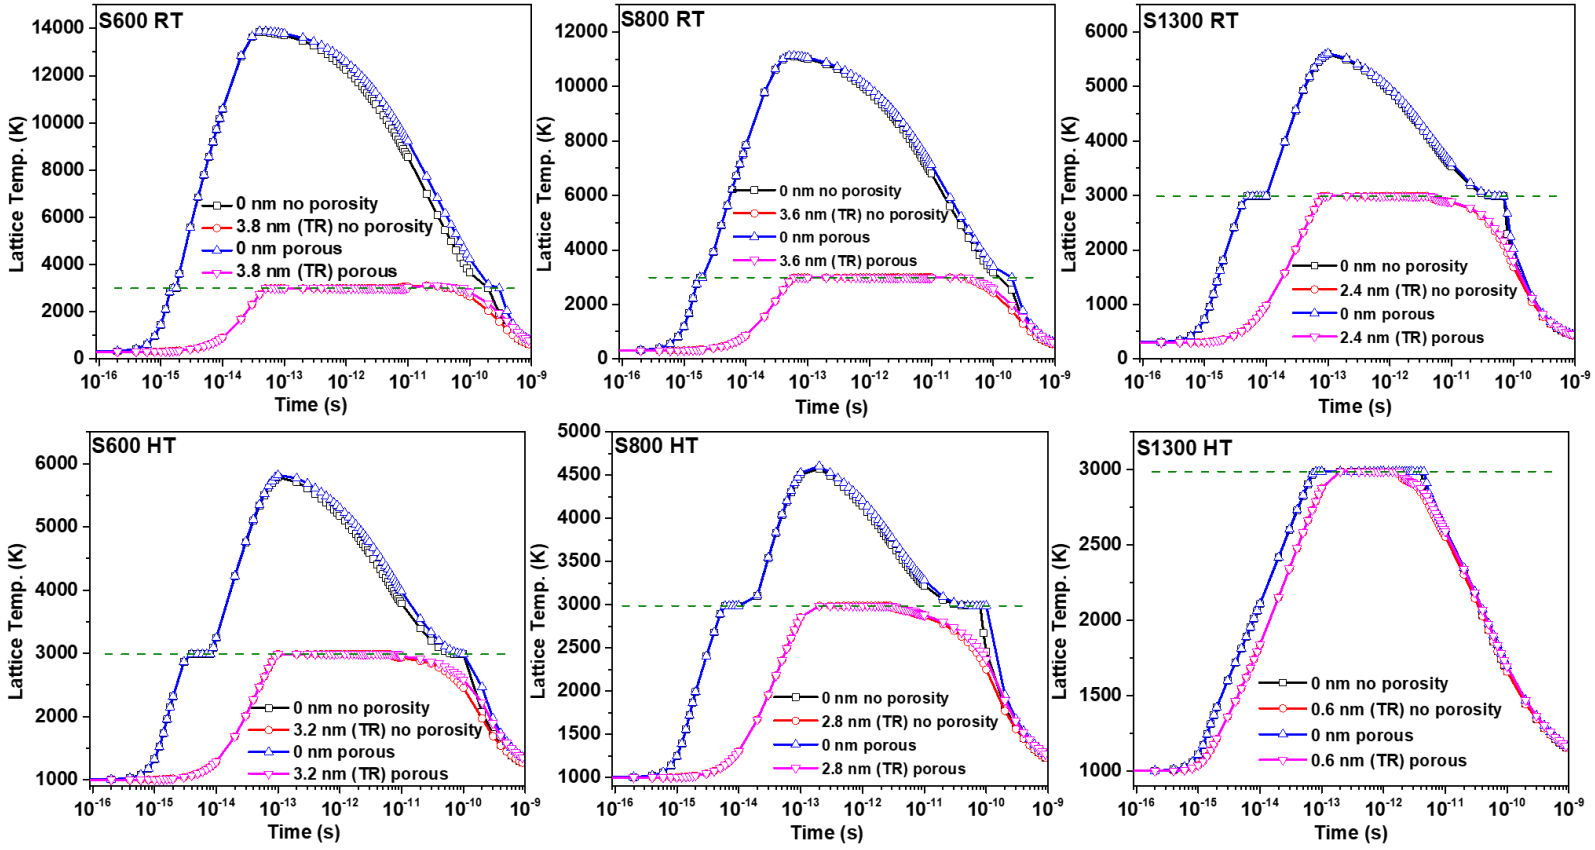 S600 RT
14000
12000
10000
8000
6000
4000
2000
0
Lattice Temp. (K)
0 nm no porosity
3.8 nm (TR) no porosity
0 nm porous
3.8 nm (TR) porous
10-16 10-15 10-14 10-13 10-12 10-11 10-10 10-9
Time (s)
S800 RT
12000
11000
10000
9000
8000
7000
6000
5000
4000
3000
2000
1000
0
Lattice Temp. (K)
0 nm no porosity
3.6 nm (TR) no porosity
0 nm porous
3.6 nm (TR) porous
10-16 10-15 10-14 10-13 10-12 10-11 10-10 10-9
Time (s)
S1300 RT
6000
5000
4000
3000
2000
1000
0
Lattice Temp. (K)
0 nm no porosity
2.4 nm (TR) no porosity
0 nm porous
2.4 nm (TR) porous
10-16 10-15 10-14 10-13 10-12 10-11 10-10 10-9
Time (s)
S600 HT
6000
5000
4000
3000
2000
1000
Lattice Temp. (K)
0 nm no porosity
3.2 nm (TR) no porosity
0 nm porous
3.2 nm (TR) porous
10-16 10-15 10-14 10-13 10-12 10-11 10-10 10-9
Time (s)
S800 HT
5000
4500
4000
3500
3000
2500
2000
1500
1000
Lattice Temp. (K)
0 nm no porosity
2.8 nm (TR) no porosity
0 nm porous
2.8 nm (TR) porous
10-16 10-15 10-14 10-13 10-12 10-11 10-10 10-9
Time (s)
S1300 HT
3000
2500
2000
1500
1000
Lattice Temp. (K)
0 nm no porosity
0.6 nm (TR) no porosity
0 nm porous
0.6 nm (TR) porous
10-16 10-15 10-14 10-13 10-12 10-11 10-10 10-9
Time (s)